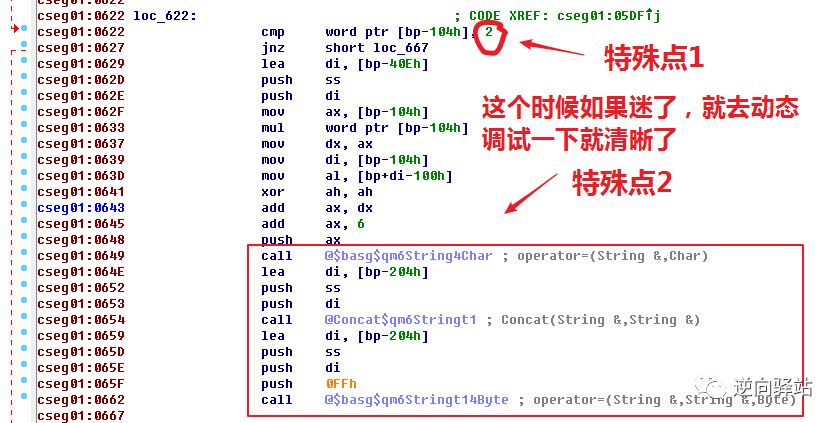 cseg01:0622
cseg01:0622 loc_622: ; CODE XREF: cseg01:05DF↑j
cseg01:0622 cmp word ptr [bp-104h], 2
cseg01:0627 jnz short loc_667
cseg01:0629 lea di, [bp-40Eh]
cseg01:062D push ss
cseg01:062E push di
cseg01:062F mov ax, [bp-104h]
cseg01:0633 mul word ptr [bp-104h]
cseg01:0637 mov dx, ax
cseg01:0639 mov di, [bp-104h]
cseg01:063D mov al, [bp+di-100h]
cseg01:0641 xor ah, ah
cseg01:0643 add ax, dx
cseg01:0645 add ax, 6
cseg01:0648 push ax
cseg01:0649 call @$basg$qm6String4Char ; operator=(String &,Char)
cseg01:064E lea di, [bp-204h]
cseg01:0652 push ss
cseg01:0653 push di
cseg01:0654 call @Concat$qm6Stringt1 ; Concat(String &,String &)
cseg01:0659 lea di, [bp-204h]
cseg01:065D push ss
cseg01:065E push di
cseg01:065F push 0FFh
cseg01:0662 call @$basg$qm6Stringt14Byte ; operator=(String &,String &,Byte)
cseg01:0667
特殊点1
这个时候如果迷了，就去动态
调试一下就清晰了
特殊点2
逆向驿站